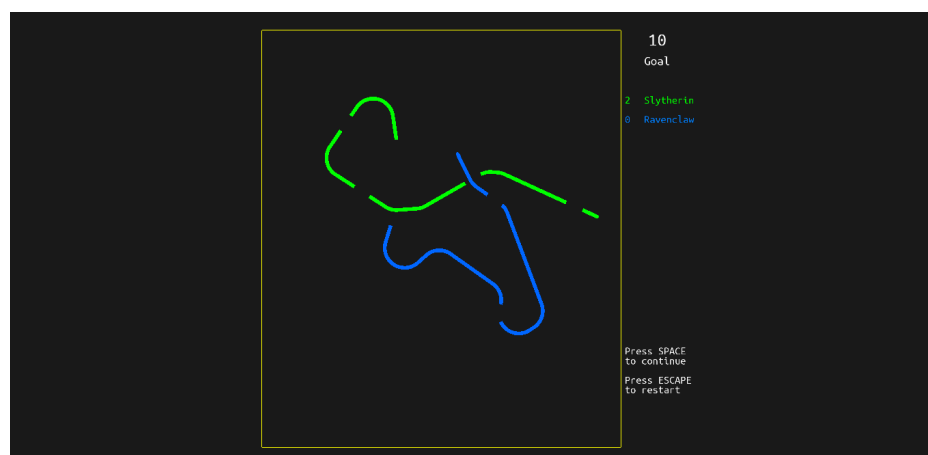 10
Goal
2 Slytherin
0 Ravenclaw
Press SPACE
to continue
Press ESCAPE
to restart